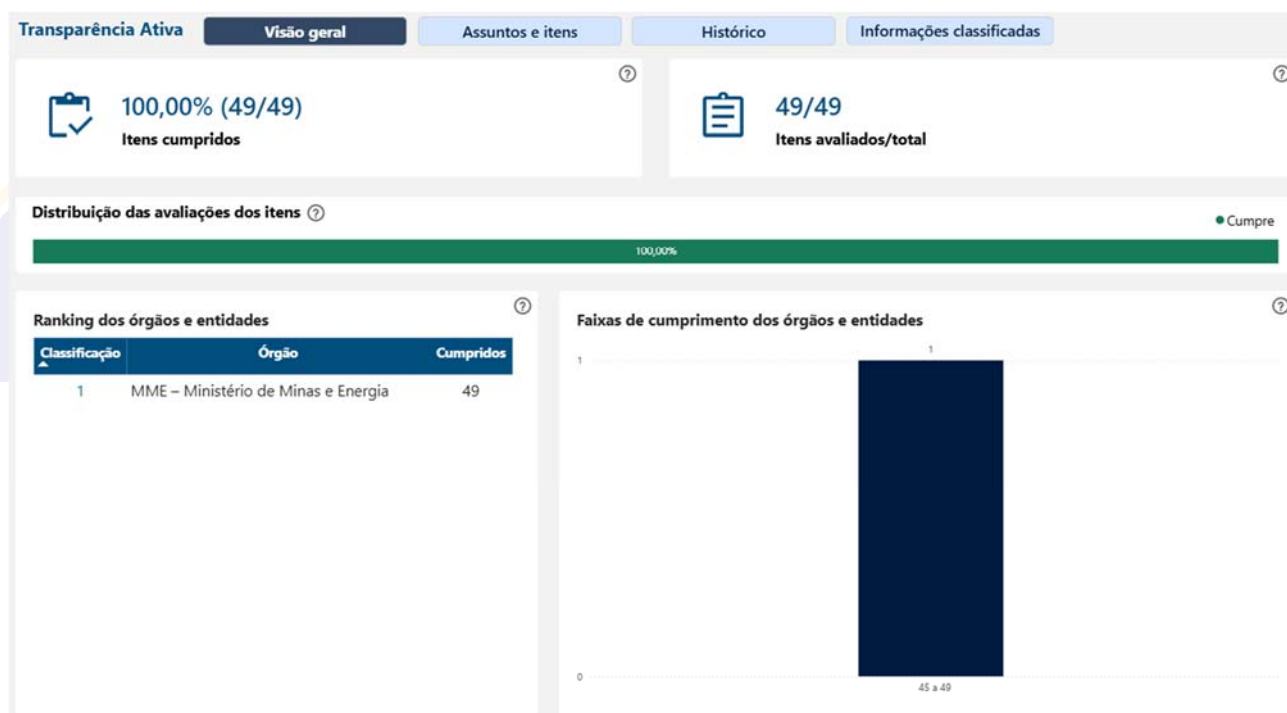 Transparência Ativa
Visão geral
Assuntos e itens
Histórico
Informações classificadas
100,00% (49/49)
Itens cumpridos
49/49
Itens avaliados/total
Distribuição das avaliações dos itens
Cumpre
100,00%
Ranking dos órgãos e entidades
Classificação Órgão Cumpridos
1 MME – Ministério de Minas e Energia 49
Faixas de cumprimento dos órgãos e entidades
1
1
0
45 a 49